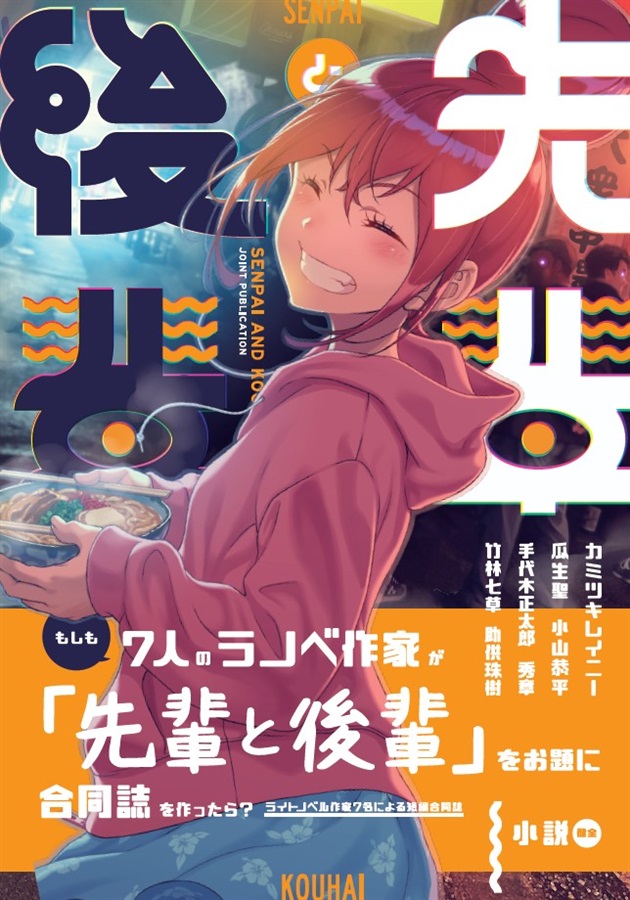 SENPAI
先輩
と
後輩
SENPAI AND KO
JOINT PUBLICATION
カミツキレイニー
瓜生聖 小山恭平
手代木正太郎 秀章
竹林七草 助供珠樹
もしも
7人のラノベ作家が
「先輩と後輩」をお題に
合同誌を作ったら?
ライトノベル作家7名による短編合同誌
小説
KOUHAI